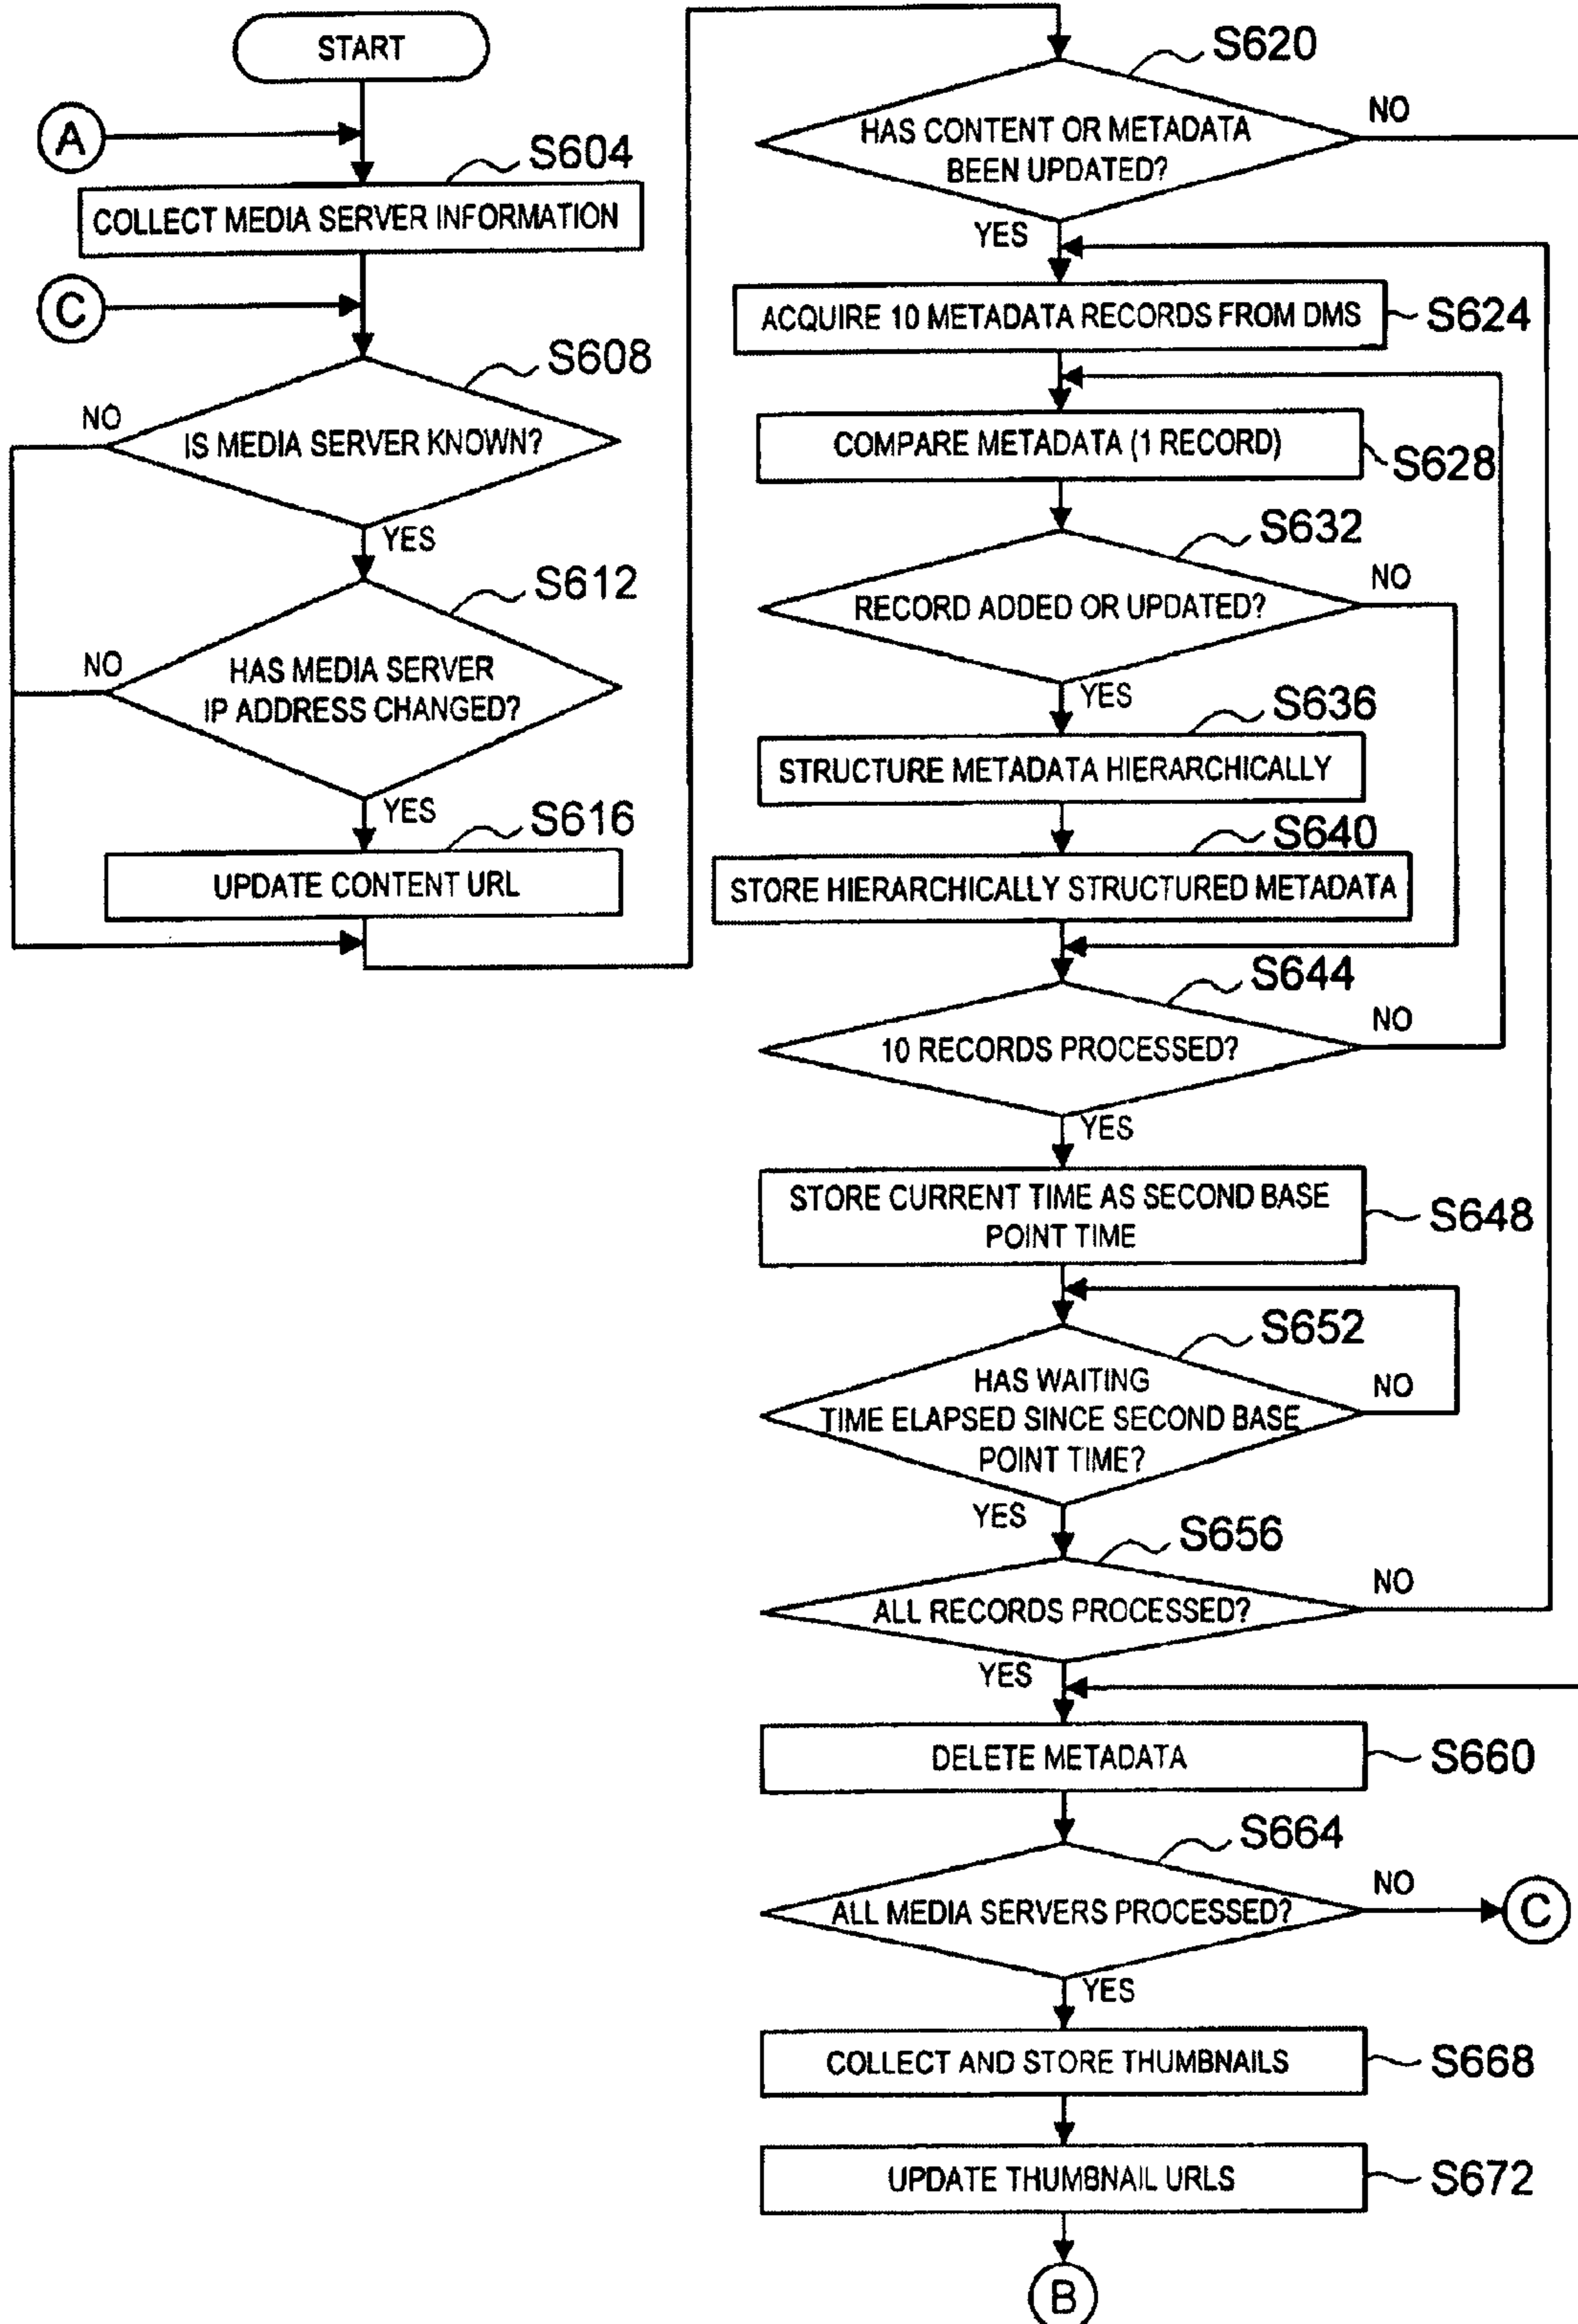 START
A
S604
COLLECT MEDIA SERVER INFORMATION
C
S608
NO
IS MEDIA SERVER KNOWN?
YES
S612
NO
HAS MEDIA SERVER
IP ADDRESS CHANGED?
YES
S616
UPDATE CONTENT URL
S620
NO
HAS CONTENT OR METADATA
BEEN UPDATED?
YES
ACQUIRE 10 METADATA RECORDS FROM DMS
S624
COMPARE METADATA (1 RECORD)
S628
S632
NO
RECORD ADDED OR UPDATED?
YES
S636
STRUCTURE METADATA HIERARCHICALLY
S640
STORE HIERARCHICALLY STRUCTURED METADATA
S644
NO
10 RECORDS PROCESSED?
YES
STORE CURRENT TIME AS SECOND BASE
POINT TIME
S648
S652
HAS WAITING
NO
TIME ELAPSED SINCE SECOND BASE
POINT TIME?
YES
S656
NO
ALL RECORDS PROCESSED?
YES
DELETE METADATA
S660
S664
NO
ALL MEDIA SERVERS PROCESSED?
C
YES
COLLECT AND STORE THUMBNAILS
S668
UPDATE THUMBNAIL URLS
S672
B